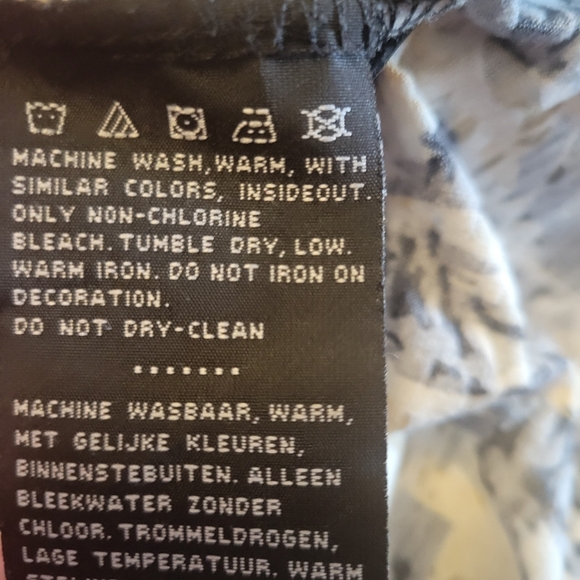 MACHINE WASH, WARM, WITH
SIMILAR COLORS, INSIDEOUT.
ONLY NON-CHLORINE
BLEACH. TUMBLE DRY, LOW.
WARM IRON. DO NOT IRON ON
DECORATION.
DO NOT DRY-CLEAN
.......
MACHINE WASBAAR, WARM,
MET GELIJKE KLEUREN,
BINNENSTEBUITEN. ALLEEN
BLEEKWATER ZONDER
CHLOOR. TROMMELDROGEN,
LAGE TEMPERATUUR. WARM